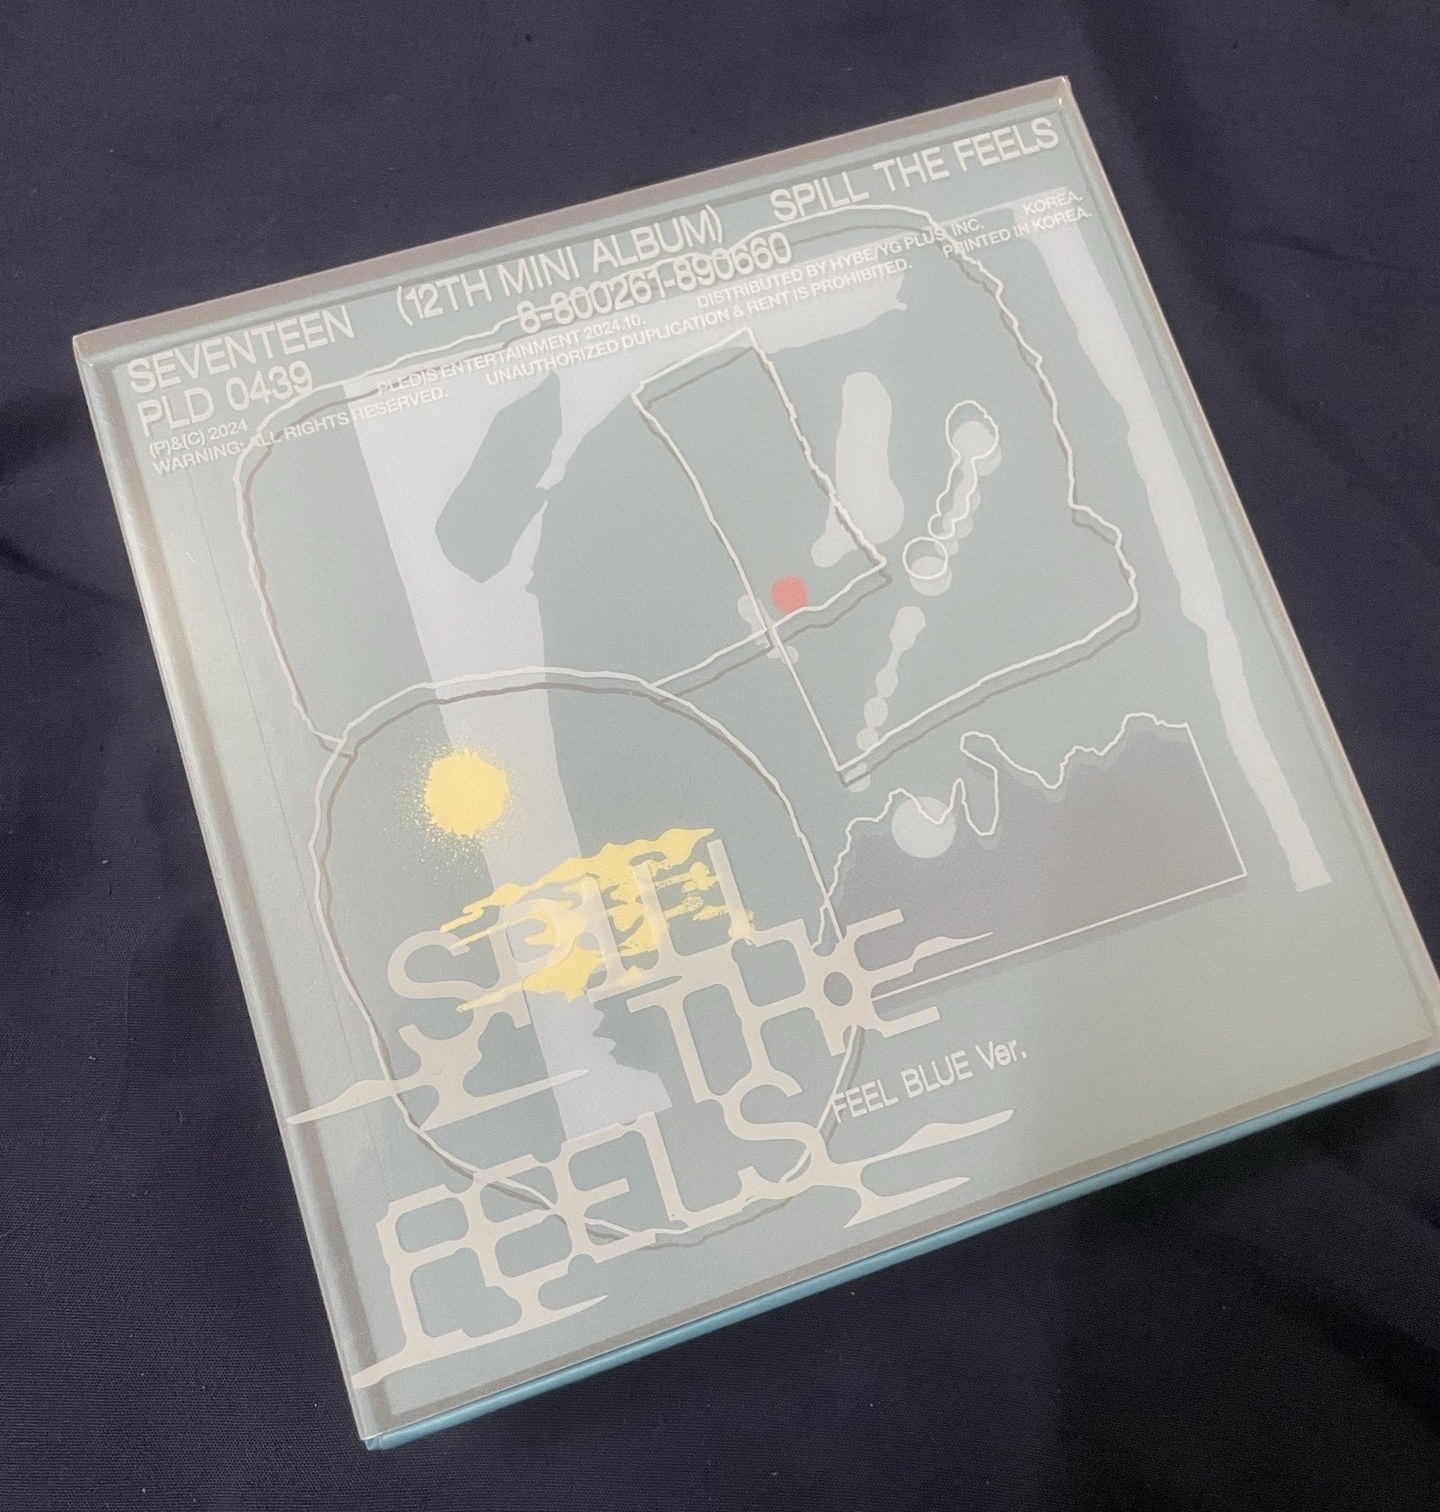 SEVENTEEN (12TH MINI ALBUM) SPILL THE FEELS
PLD 0439 8-800261-890660
(P)&(C) 2024 PLEDIS ENTERTAINMENT 2024.10. DISTRIBUTED BY HYBE/YG PLUS INC. KOREA.
WARNING: ALL RIGHTS RESERVED. UNAUTHORIZED DUPLICATION & RENT IS PROHIBITED. PRINTED IN KOREA.
SPILL
THE
FEELS
FEEL BLUE Ver.